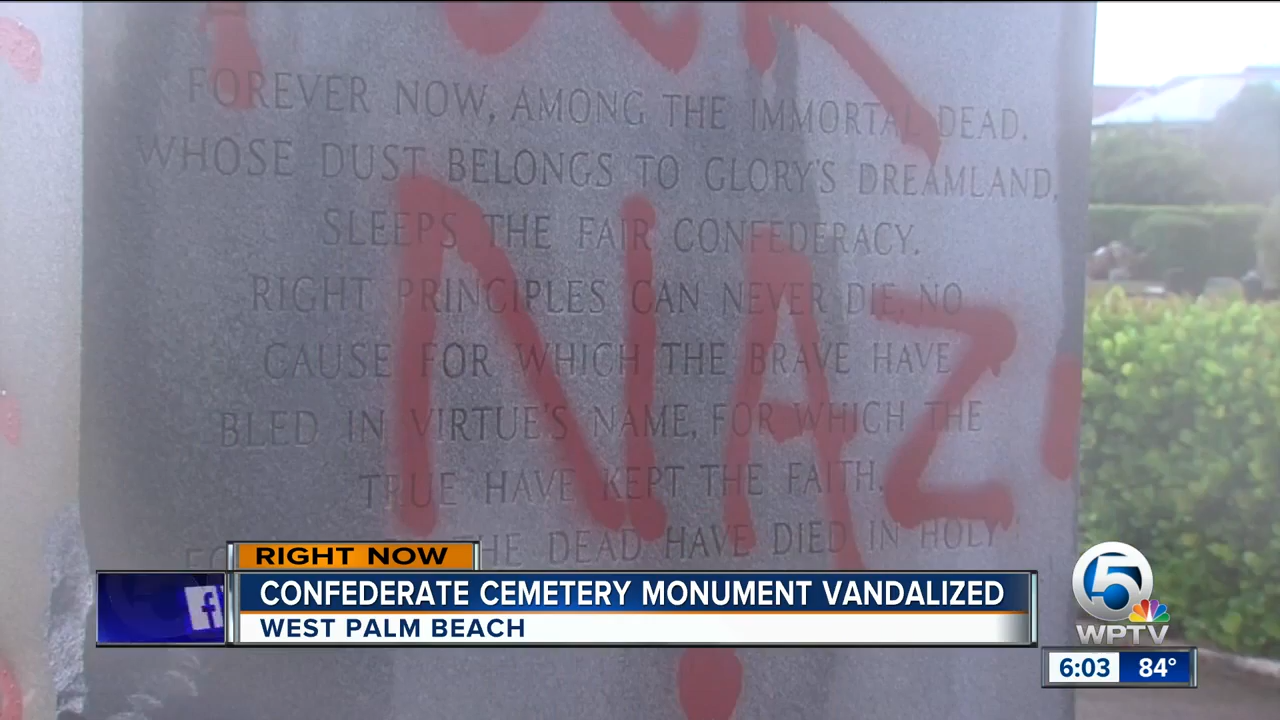 FOREVER NOW, AMONG THE IMMORTAL DEAD.
WHOSE DUST BELONGS TO GLORY'S DREAMLAND,
SLEEPS THE FAIR CONFEDERACY.
RIGHT PRINCIPLES CAN NEVER DIE, NO
CAUSE FOR WHICH THE BRAVE HAVE
BLED IN VIRTUE'S NAME, FOR WHICH THE
TRUE HAVE KEPT THE FAITH.
THE DEAD HAVE DIED IN HOLY
NAZ
RIGHT NOW
CONFEDERATE CEMETERY MONUMENT VANDALIZED
WEST PALM BEACH
f
5
WPTV
6:03 84°